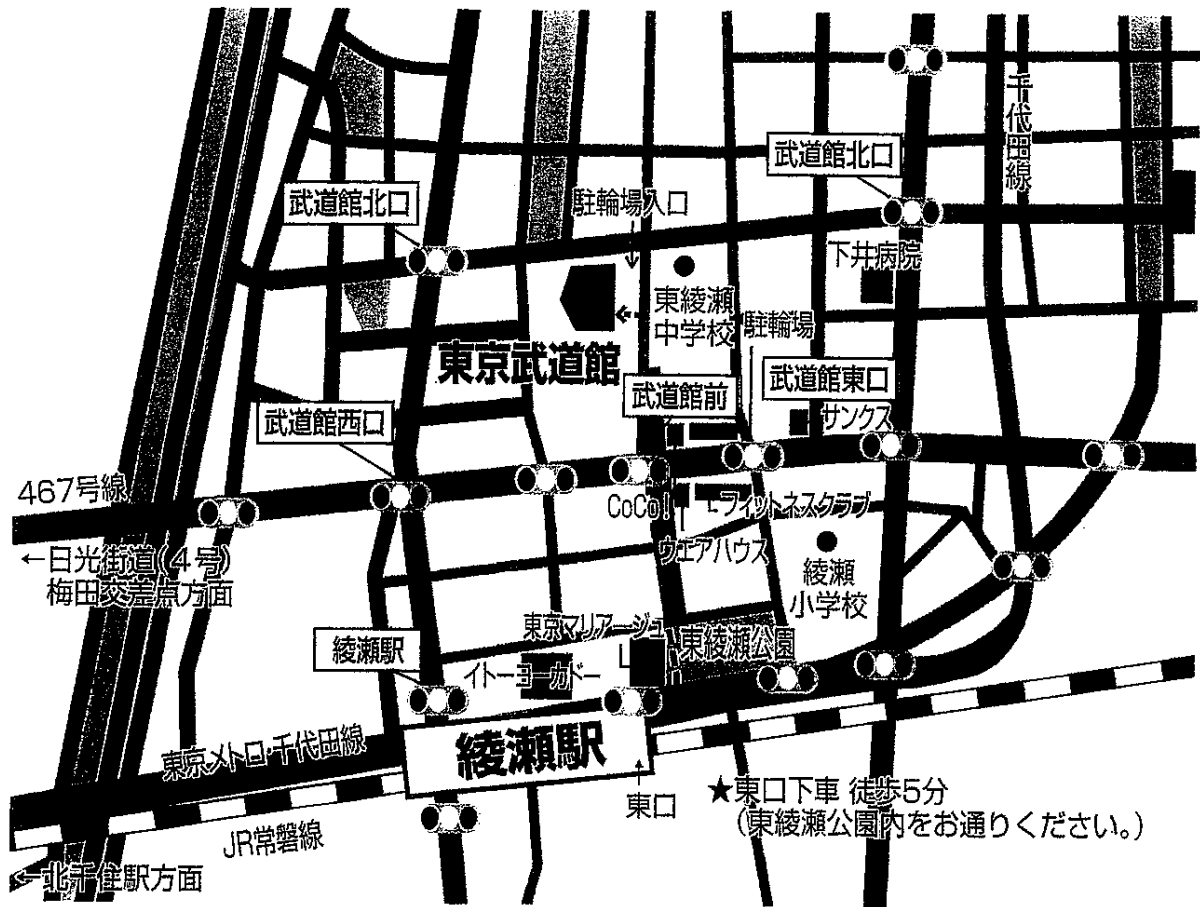 千代田線
武道館北口
武道館北口
駐輪場入口
下井病院
東綾瀬
中学校
駐輪場
東京武道館
武道館東口
武道館前
サンクス
武道館西口
467号線
CoCo!
フィットネスクラブ
←日光街道(4号)
梅田交差点方面
ウエアハウス
綾瀬
小学校
東京マリアージュ
東綾瀬公園
綾瀬駅
イトーヨーカドー
東京メトロ 千代田線
綾瀬駅
東口
★東口下車 徒歩5分
(東綾瀬公園内をお通りください。)
JR常磐線
←北千住駅方面